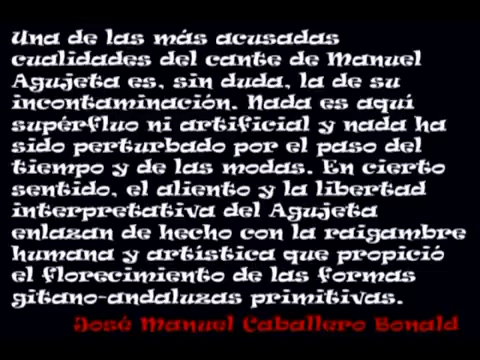 Una de las más acusadas
cualidades del cante de Manuel
Agujeta es, sin duda, la de su
incontaminación. Nada es aquí
supérfluo ni artificial y nada ha
sido perturbado por el paso del
tiempo y de las modas. En cierto
sentido, el aliento y la libertad
interpretativa del Agujeta
enlazan de hecho con la raigambre
humana y artística que propició
el florecimiento de las formas
gitano-andaluzas primitivas.
José Manuel Caballero Bonald